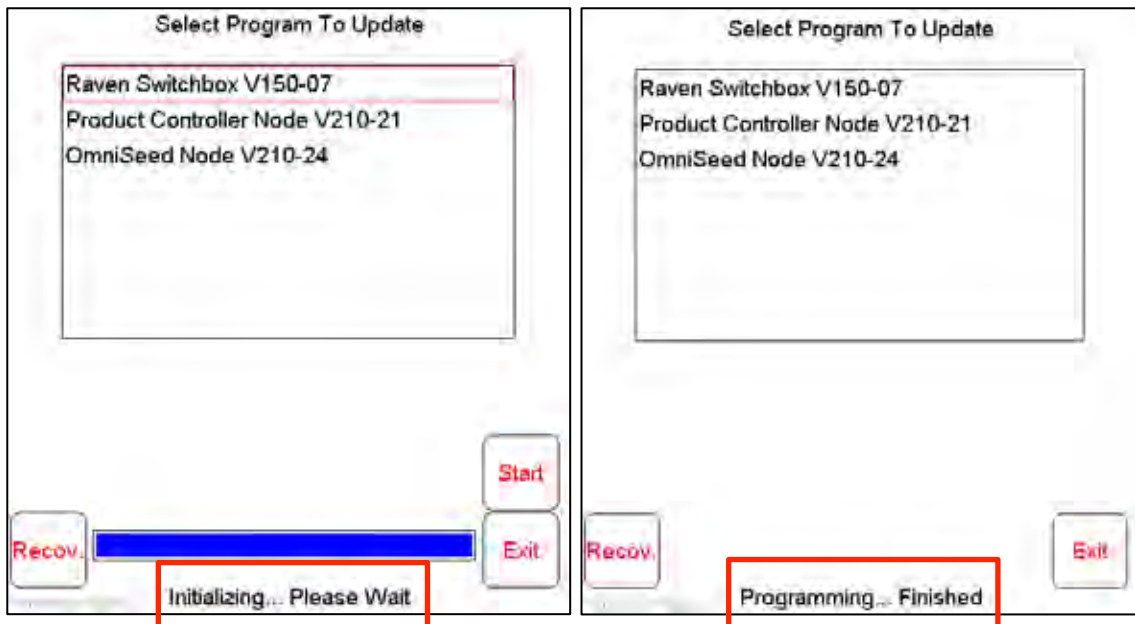 Select Program To Update
Raven Switchbox V150-07
Product Controller Node V210-21
OmniSeed Node V210-24
Start
Recov.
Exit
Initializing... Please Wait
Select Program To Update
Raven Switchbox V150-07
Product Controller Node V210-21
OmniSeed Node V210-24
Recov.
Exit
Programming... Finished